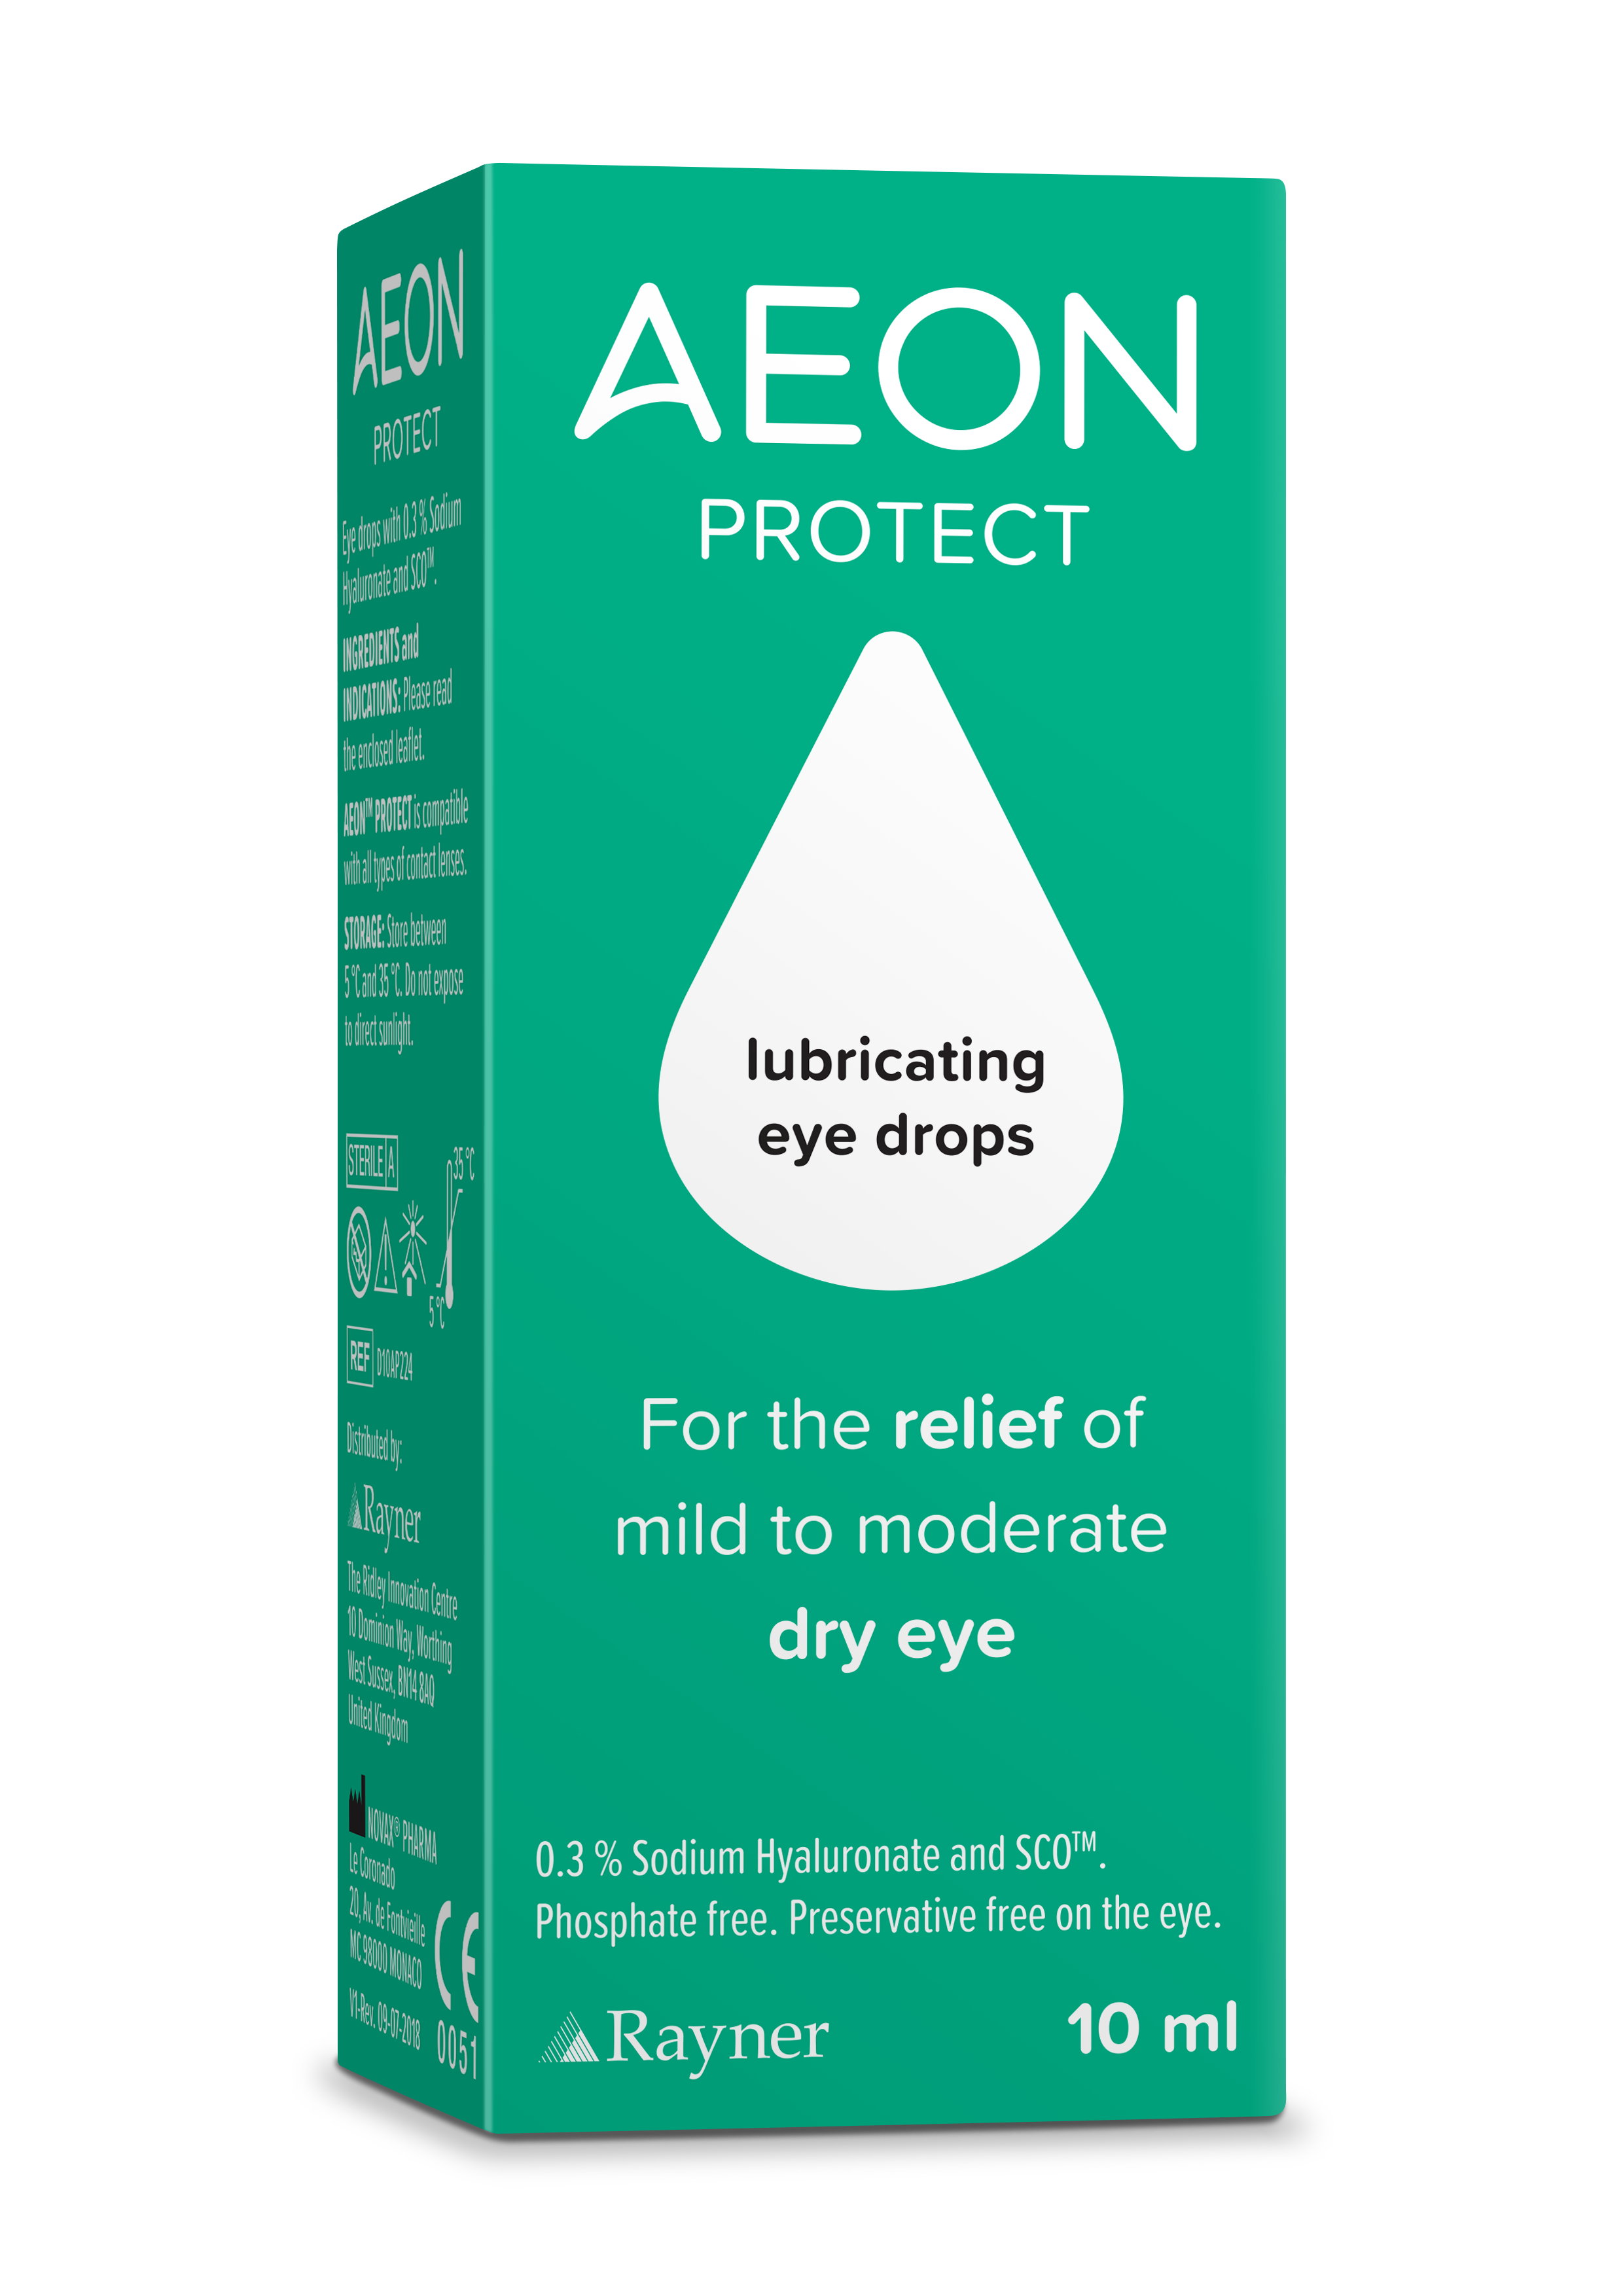 AEON
PROTECT
lubricating
eye drops
For the relief of
mild to moderate
dry eye
0.3 % Sodium Hyaluronate and SCO™.
Phosphate free. Preservative free on the eye.
Rayner
10 ml
AEON
PROTECT
Eye drops with 0.3 % Sodium
Hyaluronate and SCO™.
INGREDIENTS and
INDICATIONS: Please read
the enclosed leaflet.
AEON™ PROTECT is compatible
with all types of contact lenses.
STORAGE: Store between
5 °C and 35 °C. Do not expose
to direct sunlight.
STERILE A
35 °C
5 °C
REF D10AP224
Distributed by:
Rayner
The Ridley Innovation Centre
10 Dominion Way, Worthing
West Sussex, BN14 8AQ
United Kingdom
NOVAX® PHARMA
Le Coronado
20, Av. de Fontvieille
MC 98000 MONACO
V1-Rev. 09-07-2018
CE
0051